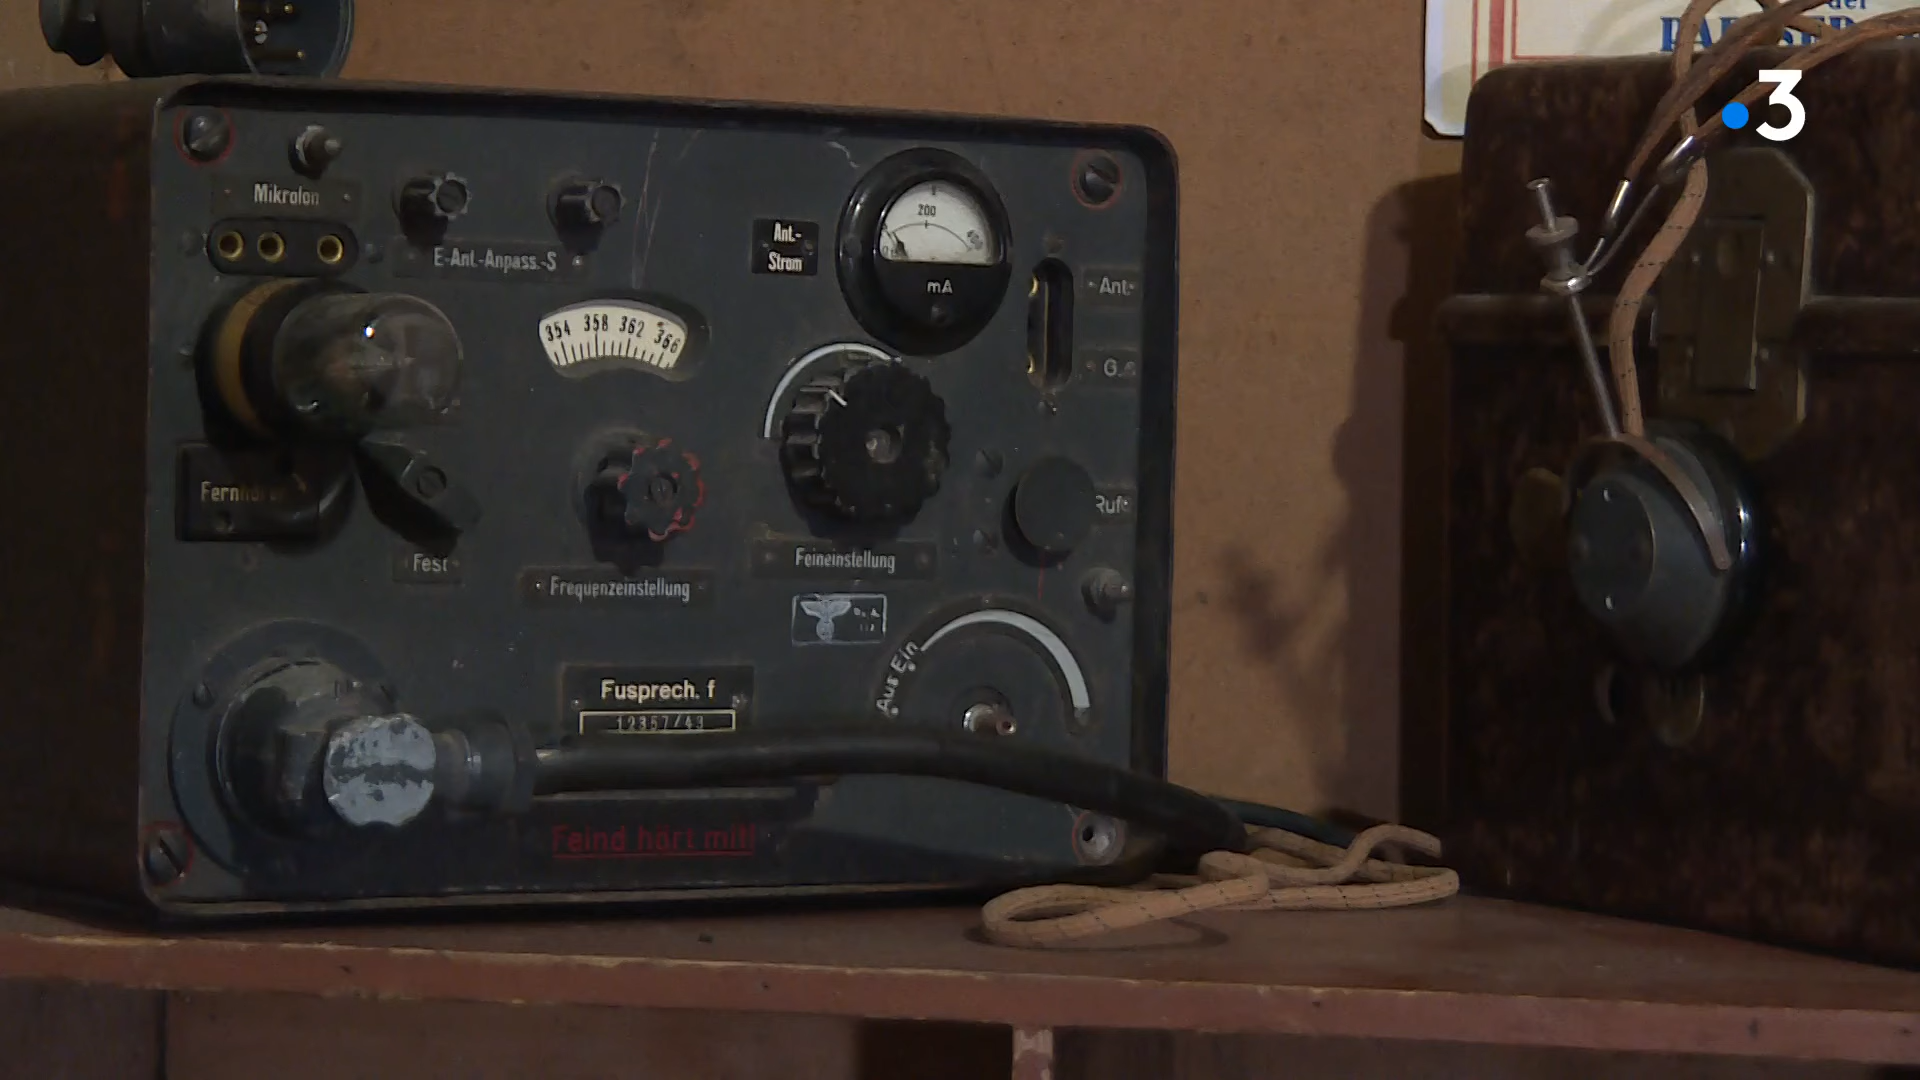 3
Mikrofon
E-Ant.-Anpass.-S
Ant.-
Strom
200
400
mA
354 358 362 366
Ant.
Fest
Frequenzeinstellung
Feineinstellung
Ruf
Aus Ein
Fusprech. f
12357/43
Feind hört mit!